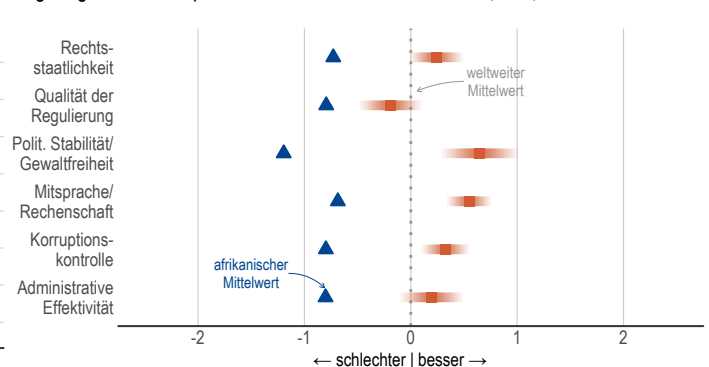 Rechts-
staatlichkeit
weltweiter
Mittelwert
Qualität der
Regulierung
Polit. Stabilität/
Gewaltfreiheit
Mitsprache/
Rechenschaft
Korruptions-
kontrolle
afrikanischer
Mittelwert
Administrative
Effektivität
-2 -1 0 1 2
← schlechter | besser →